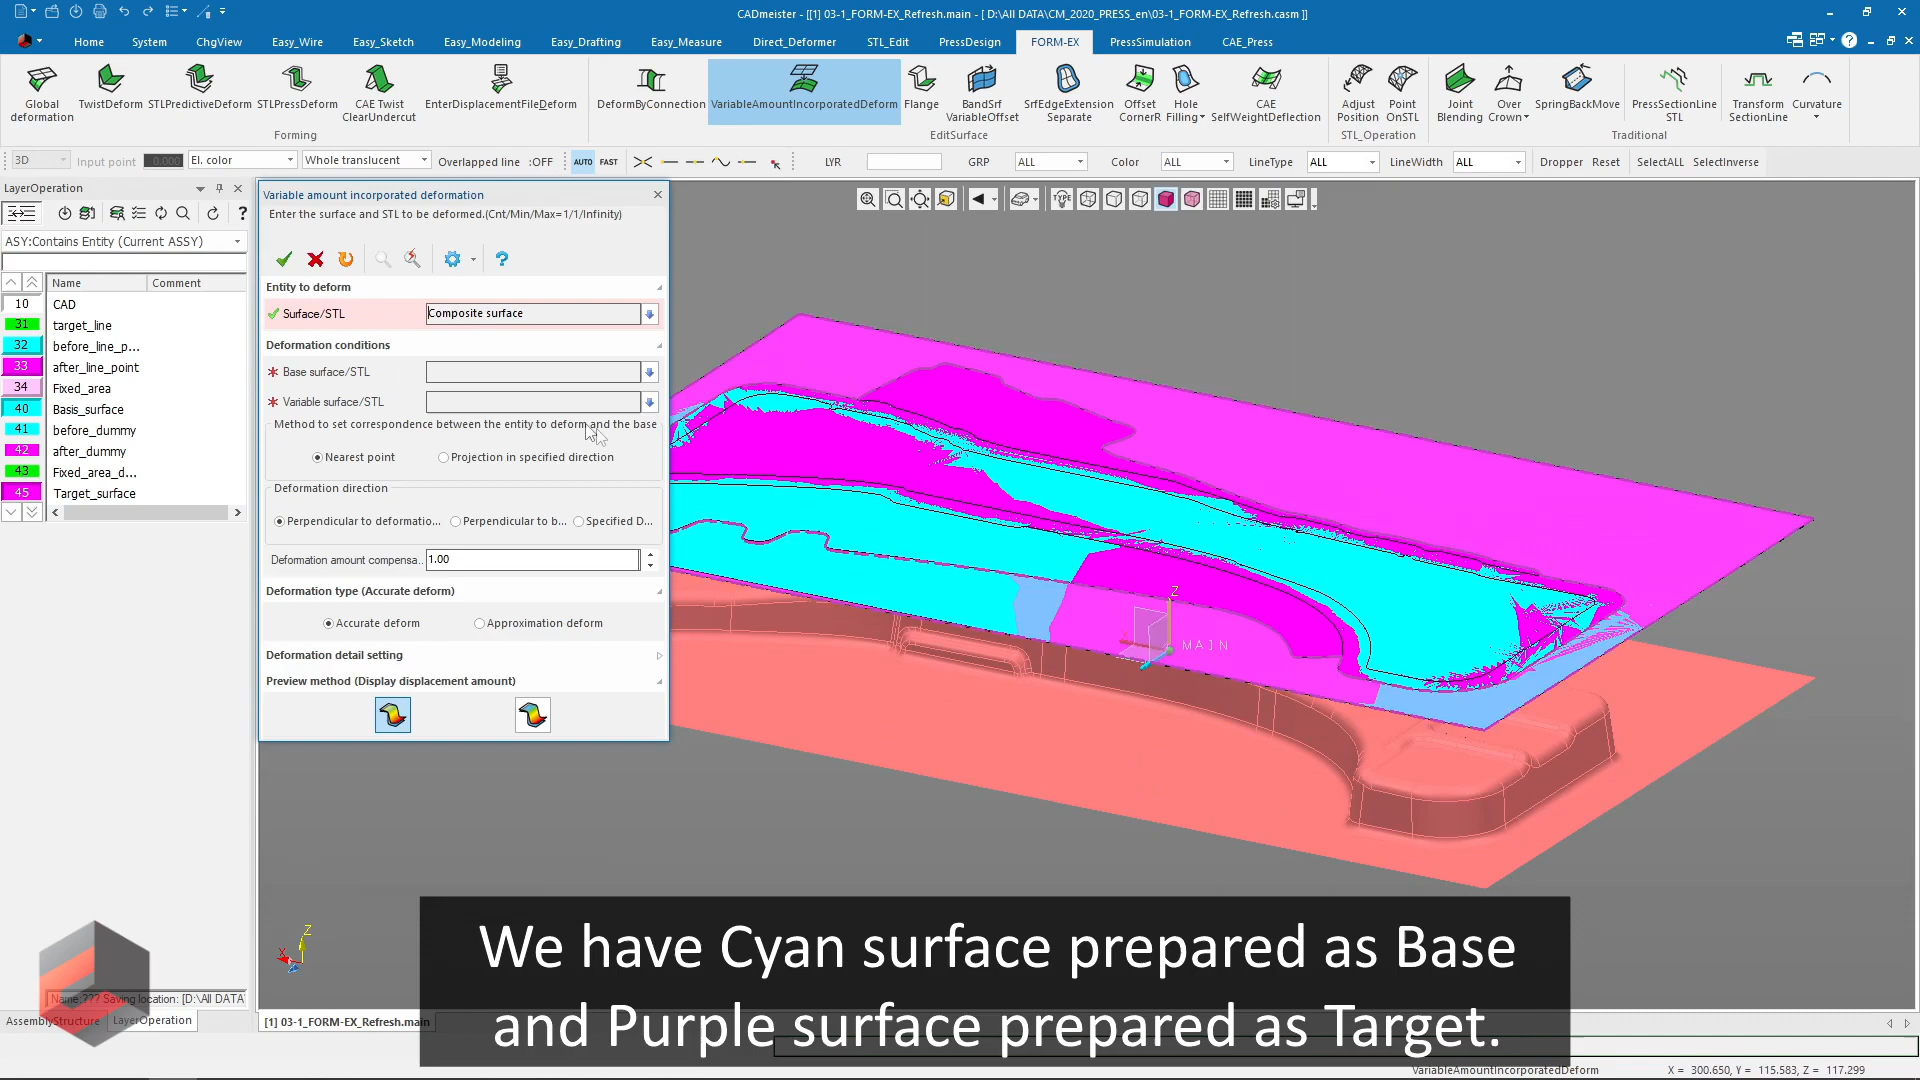 CADmeister - [[1] 03-1_FORM-EX_Refresh.main - [ D:\All DATA\CM_2020_PRESS_en\03-1_FORM-EX_Refresh.casm ]]
Home System ChgView Easy_Wire Easy_Sketch Easy_Modeling Easy_Drafting Easy_Measure Direct_Deformer STL_Edit PressDesign FORM-EX PressSimulation CAE_Press
Global deformation TwistDeform STLPredictiveDeform STLPressDeform CAE Twist ClearUndercut EnterDisplacementFileDeform DeformByConnection VariableAmountIncorporatedDeform Flange BandSrf VariableOffset SrfEdgeExtension Separate Offset CornerR Hole Filling CAE SelfWeightDeflection Adjust Position Point OnSTL Joint Blending Over Crown SpringBackMove PressSectionLine STL Transform SectionLine Curvature
Forming EditSurface STL_Operation Traditional
3D Input point 0.000 El. color Whole translucent Overlapped line :OFF AUTO FAST LYR GRP ALL Color ALL LineType ALL LineWidth ALL Dropper Reset SelectALL SelectInverse
LayerOperation
ASY:Contains Entity (Current ASSY)
Name Comment
10 CAD
31 target_line
32 before_line_p...
33 after_line_point
34 Fixed_area
40 Basis_surface
41 before_dummy
42 after_dummy
43 Fixed_area_d...
45 Target_surface
Variable amount incorporated deformation
Enter the surface and STL to be deformed.(Cnt/Min/Max=1/1/Infinity)
Entity to deform
Surface/STL Composite surface
Deformation conditions
Base surface/STL
Variable surface/STL
Method to set correspondence between the entity to deform and the base
Nearest point Projection in specified direction
Deformation direction
Perpendicular to deformatio... Perpendicular to b... Specified D...
Deformation amount compensa.. 1.00
Deformation type (Accurate deform)
Accurate deform Approximation deform
Deformation detail setting
Preview method (Display displacement amount)
TYPE
Z
MAIN
Z
X
We have Cyan surface prepared as Base
and Purple surface prepared as Target.
Name:??? Saving location: [D:\All DATA\
AssemblyStructure LayerOperation
[1] 03-1_FORM-EX_Refresh.main
VariableAmountIncorporatedDeform X = 300.650, Y = 115.583, Z = 117.299